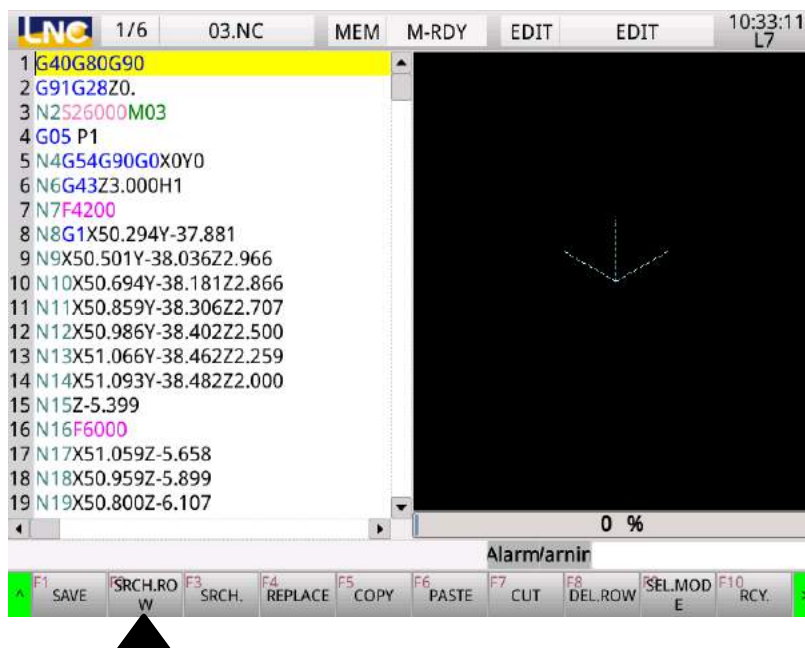 LNC 1/6 03.NC MEM M-RDY EDIT EDIT 10:33:11
L7
1 G40G80G90
2 G91G28Z0.
3 N2S26000M03
4 G05 P1
5 N4G54G90G0X0Y0
6 N6G43Z3.000H1
7 N7F4200
8 N8G1X50.294Y-37.881
9 N9X50.501Y-38.036Z2.966
10 N10X50.694Y-38.181Z2.866
11 N11X50.859Y-38.306Z2.707
12 N12X50.986Y-38.402Z2.500
13 N13X51.066Y-38.462Z2.259
14 N14X51.093Y-38.482Z2.000
15 N15Z-5.399
16 N16F6000
17 N17X51.059Z-5.658
18 N18X50.959Z-5.899
19 N19X50.800Z-6.107
0 %
Alarm/arnin
F1 SAVE
SRCH.RO
W
F3 SRCH.
F4 REPLACE
F5 COPY
F6 PASTE
F7 CUT
F8 DEL.ROW
SEL.MOD
E
F10 RCY.